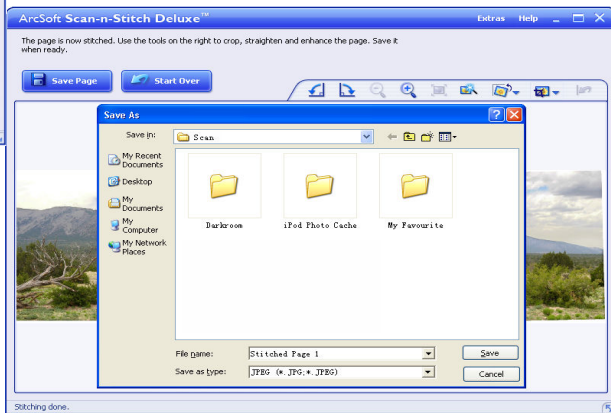 ArcSoft Scan-n-Stitch Deluxe™
Extras Help
The page is now stitched. Use the tools on the right to crop, straighten and enhance the page. Save it
when ready.
Save Page
Start Over
Save As
Save in:
Scan
My Recent
Documents
Desktop
My
Documents
My
Computer
My Network
Places
Darkroom
iPod Photo Cache
My Favourite
File name:
Stitched Page 1
Save
Save as type:
JPEG (*.JPG;*.JPEG)
Cancel
Stitching done.